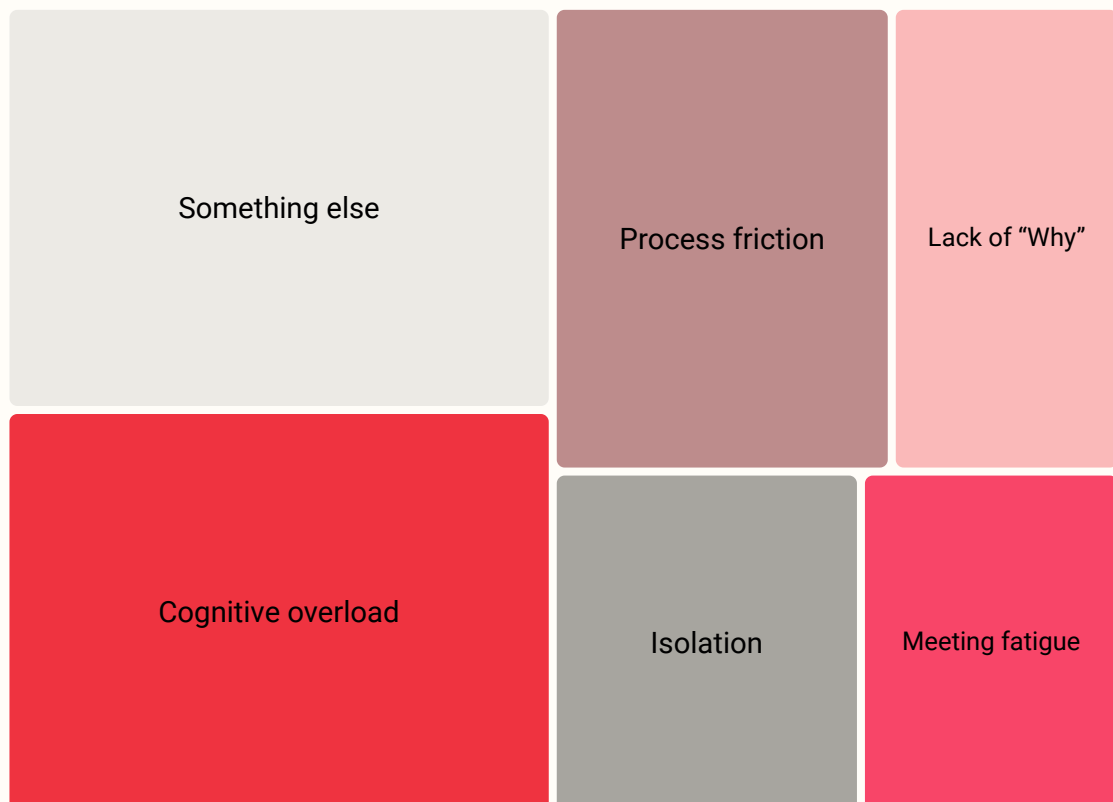 Something else
Process friction
Lack of “Why”
Cognitive overload
Isolation
Meeting fatigue